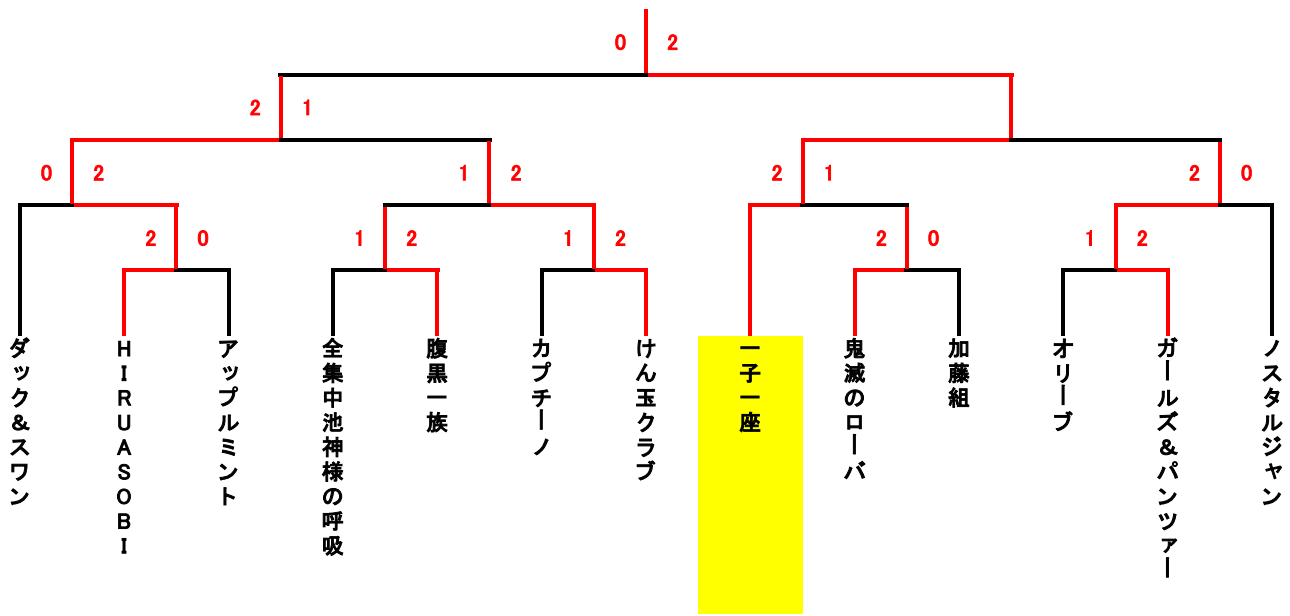 0 2
2 1
0 2
1 2
2 1
2 0
2 0
1 2
1 2
2 0
1 2
ダック&スワン
HIRUASOBI
アップルミント
全集中池神様の呼吸
腹黒一族
カプチーノ
けん玉クラブ
一子一座
鬼滅のローバ
加藤組
オリーブ
ガールズ&パンツァー
ノスタルジャン